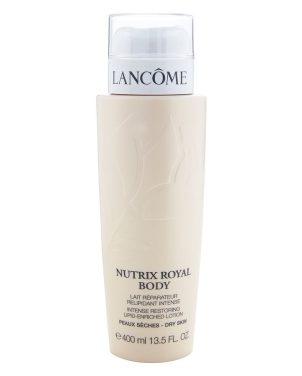 LANCÔME
NUTRIX ROYAL
BODY
LAIT RÉPARATEUR
RELIPIDANT INTENSE
INTENSE RESTORING
LIPID-ENRICHED LOTION
PEAUX SÈCHES - DRY SKIN
℮400 ml 13.5 FL. OZ.